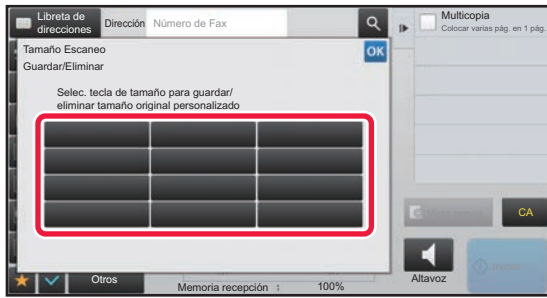 Libreta de
direcciones
Dirección
Número de Fax
Multicopia
Colocar varias pág. en 1 pág.
Tamaño Escaneo
OK
Guardar/Eliminar
Selec. tecla de tamaño para guardar/
eliminar tamaño original personalizado
CA
Otros
Memoria recepción : 100%
Altavoz